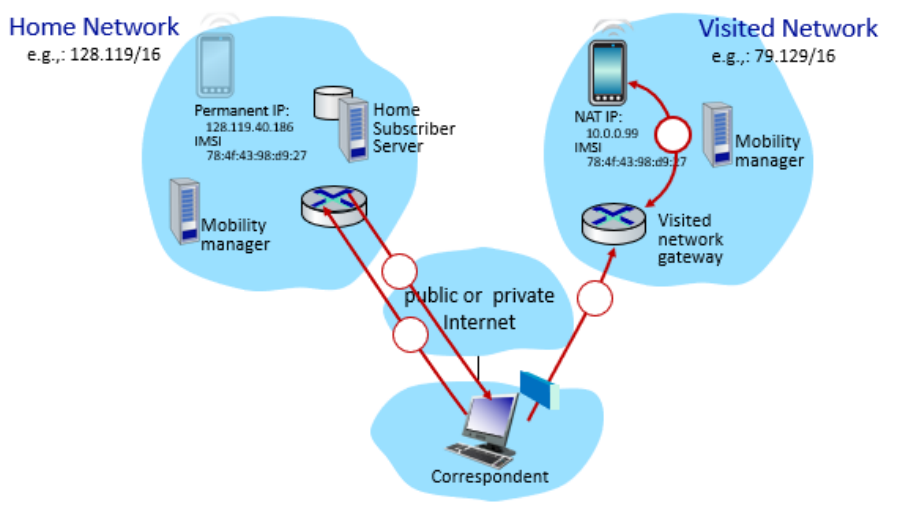 Home Network
e.g.,: 128.119/16
Permanent IP:
128.119.40.186
IMSI
78:4f:43:98:d9:27
Home
Subscriber
Server
Mobility
manager
Visited Network
e.g.,: 79.129/16
NAT IP:
10.0.0.99
IMSI
78:4f:43:98:d9:27
Mobility
manager
Visited
network
gateway
public or private
Internet
Correspondent